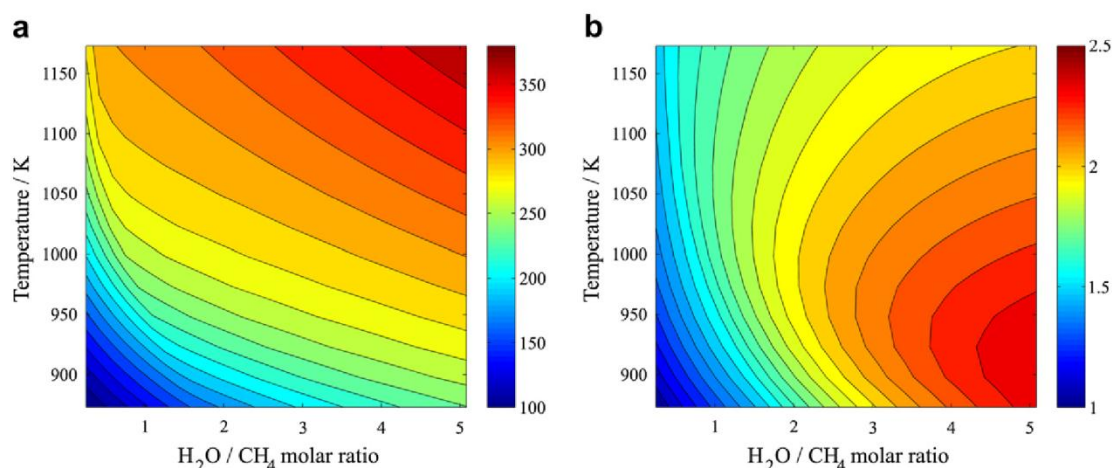 a
1150
1100
1050
1000
950
900
Temperature / K
1 2 3 4 5
H₂O / CH₄ molar ratio
350
300
250
200
150
100
b
1150
1100
1050
1000
950
900
Temperature / K
1 2 3 4 5
H₂O / CH₄ molar ratio
2.5
2
1.5
1